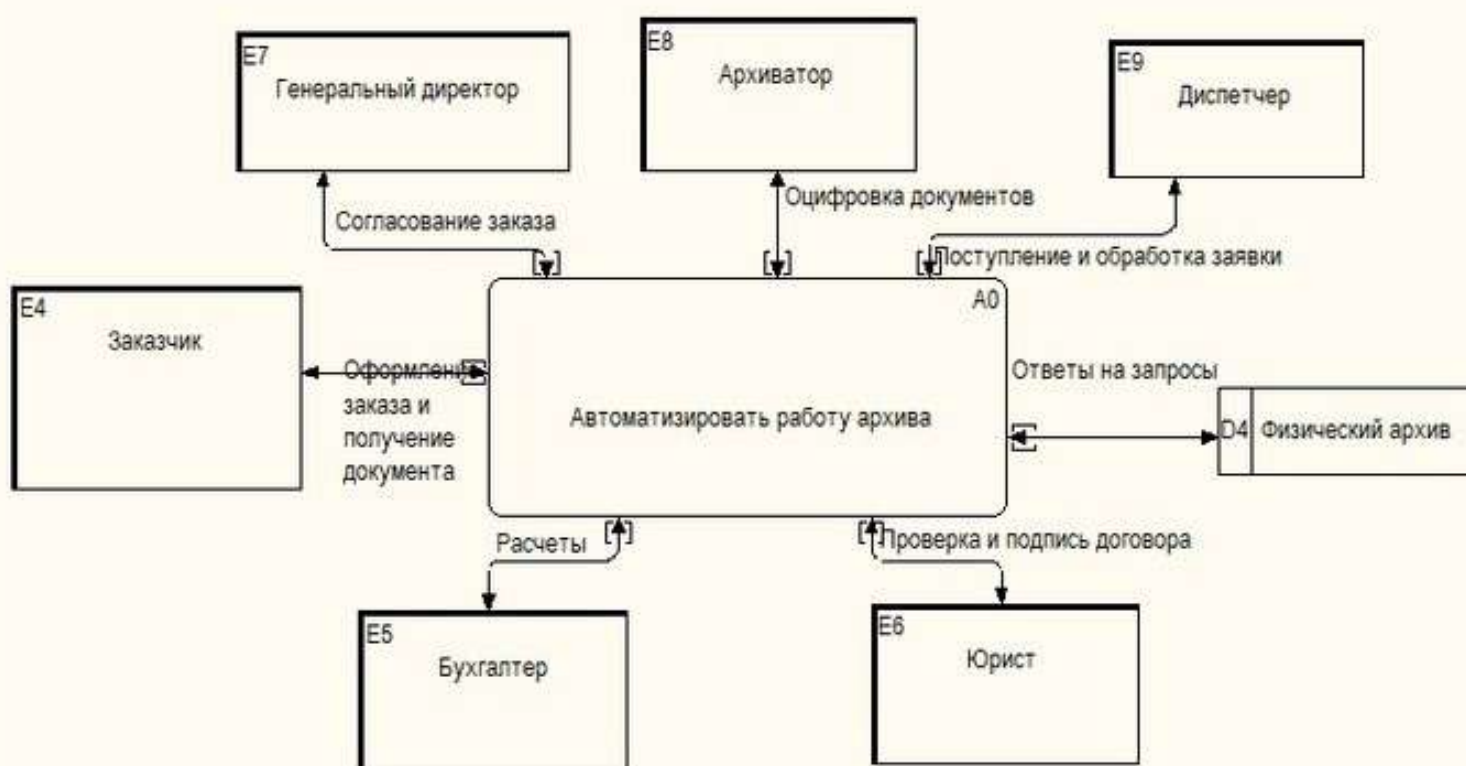 E7
Генеральный директор
E8
Архиватор
E9
Диспетчер
Согласование заказа
Оцифровка документов
Поступление и обработка заявки
E4
Заказчик
Оформление
заказа и
получение
документа
A0
Автоматизировать работу архива
Ответы на запросы
D4 Физический архив
Расчеты
Проверка и подпись договора
E5
Бухгалтер
E6
Юрист